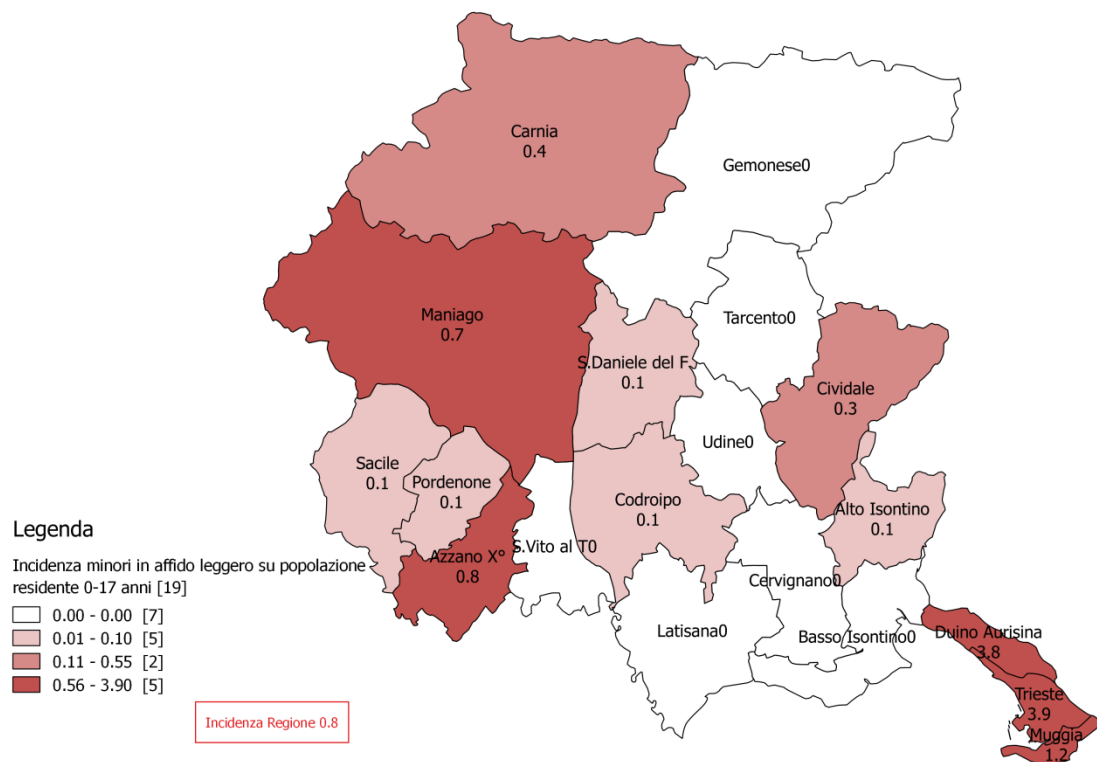 Carnia
0.4
Gemonese0
Maniago
0.7
Tarcento0
S.Daniele del F.
0.1
Cividale
0.3
Udine0
Sacile
0.1
Pordenone
0.1
Codroipo
0.1
Alto Isontino
0.1
Azzano X°
0.8
S.Vito al T0
Cervignano0
Latisana0
Basso Isontino0
Duino Aurisina
3.8
Trieste
3.9
Muggia
1.2
Legenda
Incidenza minori in affido leggero su popolazione
residente 0-17 anni [19]
0.00 - 0.00 [7]
0.01 - 0.10 [5]
0.11 - 0.55 [2]
0.56 - 3.90 [5]
Incidenza Regione 0.8